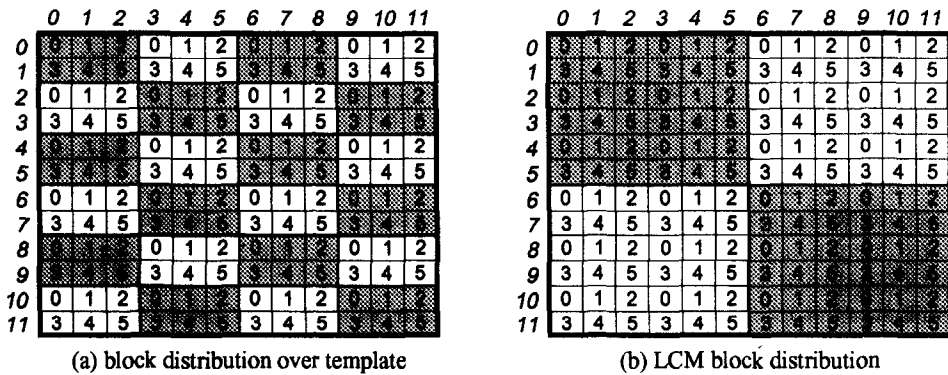 0 1 2 3 4 5 6 7 8 9 10 11
0 0 1 2 0 1 2 0 1 2 0 1 2
1 3 4 5 3 4 5 3 4 5 3 4 5
2 0 1 2 0 1 2 0 1 2 0 1 2
3 3 4 5 3 4 5 3 4 5 3 4 5
4 0 1 2 0 1 2 0 1 2 0 1 2
5 3 4 5 3 4 5 3 4 5 3 4 5
6 0 1 2 0 1 2 0 1 2 0 1 2
7 3 4 5 3 4 5 3 4 5 3 4 5
8 0 1 2 0 1 2 0 1 2 0 1 2
9 3 4 5 3 4 5 3 4 5 3 4 5
10 0 1 2 0 1 2 0 1 2 0 1 2
11 3 4 5 3 4 5 3 4 5 3 4 5
(a) block distribution over template
0 1 2 3 4 5 6 7 8 9 10 11
0 0 1 2 0 1 2 0 1 2 0 1 2
1 3 4 5 3 4 5 3 4 5 3 4 5
2 0 1 2 0 1 2 0 1 2 0 1 2
3 3 4 5 3 4 5 3 4 5 3 4 5
4 0 1 2 0 1 2 0 1 2 0 1 2
5 3 4 5 3 4 5 3 4 5 3 4 5
6 0 1 2 0 1 2 0 1 2 0 1 2
7 3 4 5 3 4 5 3 4 5 3 4 5
8 0 1 2 0 1 2 0 1 2 0 1 2
9 3 4 5 3 4 5 3 4 5 3 4 5
10 0 1 2 0 1 2 0 1 2 0 1 2
11 3 4 5 3 4 5 3 4 5 3 4 5
(b) LCM block distribution